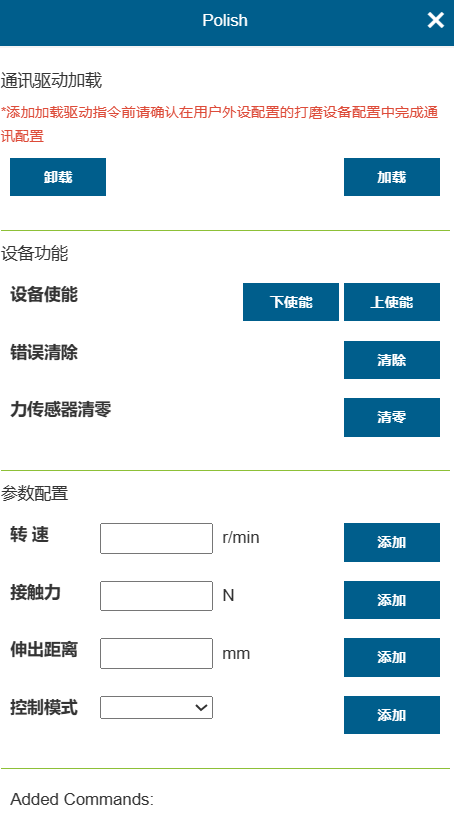 Polish
通讯驱动加载
*添加加载驱动指令前请确认在用户外设配置的打磨设备配置中完成通
讯配置
卸载 加载
设备功能
设备使能 下使能 上使能
错误清除 清除
力传感器清零 清零
参数配置
转 速 r/min 添加
接触力 N 添加
伸出距离 mm 添加
控制模式 添加
Added Commands: